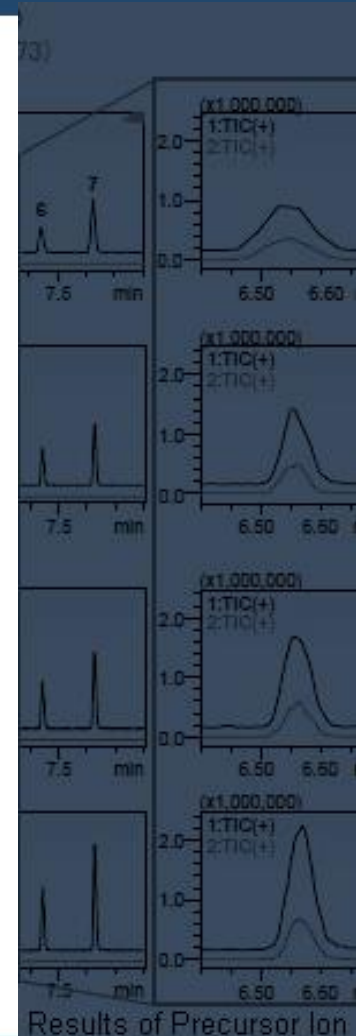 73)
(x1,000,000)
1:TIC(+)
2:TIC(+)
2.0
1.0
0.0
6
7
7.5 min
6.50 6.60
(x1,000,000)
1:TIC(+)
2:TIC(+)
2.0
1.0
0.0
7.5 min
6.50 6.60
(x1,000,000)
1:TIC(+)
2:TIC(+)
2.0
1.0
0.0
7.5 min
6.50 6.60
(x1,000,000)
1:TIC(+)
2:TIC(+)
2.0
1.0
0.0
7.5 min
6.50 6.60
Results of Precursor Ion